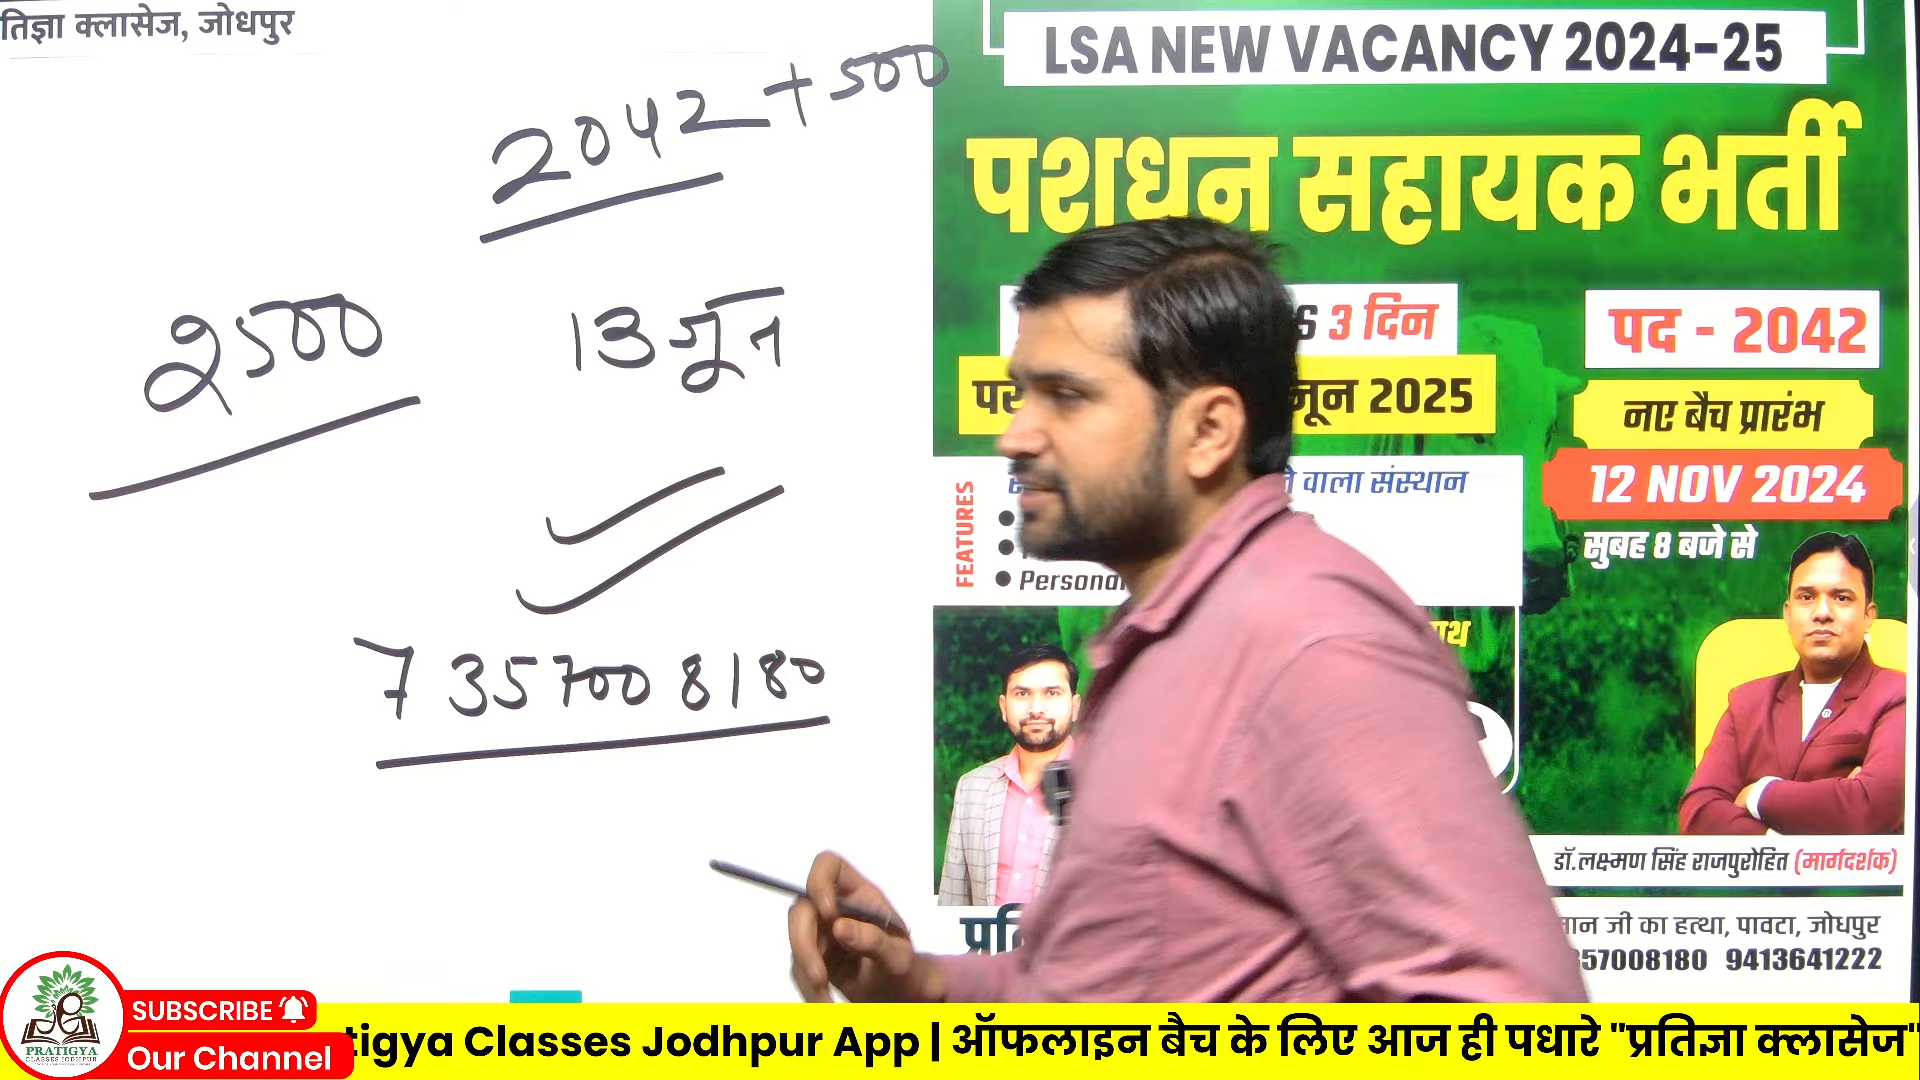 तिज्ञा क्लासेज, जोधपुर
2042 + 500
2500
13 जून
7357008180
LSA NEW VACANCY 2024-25
पशुधन सहायक भर्ती
3 दिन
जून 2025
पद - 2042
नए बैच प्रारंभ
12 NOV 2024
सुबह 8 बजे से
FEATURES
वाला संस्थान
Personal
डॉ.लक्ष्मण सिंह राजपुरोहित (मार्गदर्शक)
जी का हत्था, पावटा, जोधपुर
57008180 9413641222
PRATIGYA
CLASSES JODHPUR
SUBSCRIBE
Our Channel
tigya Classes Jodhpur App | ऑफलाइन बैच के लिए आज ही पधारे "प्रतिज्ञा क्लासेज"